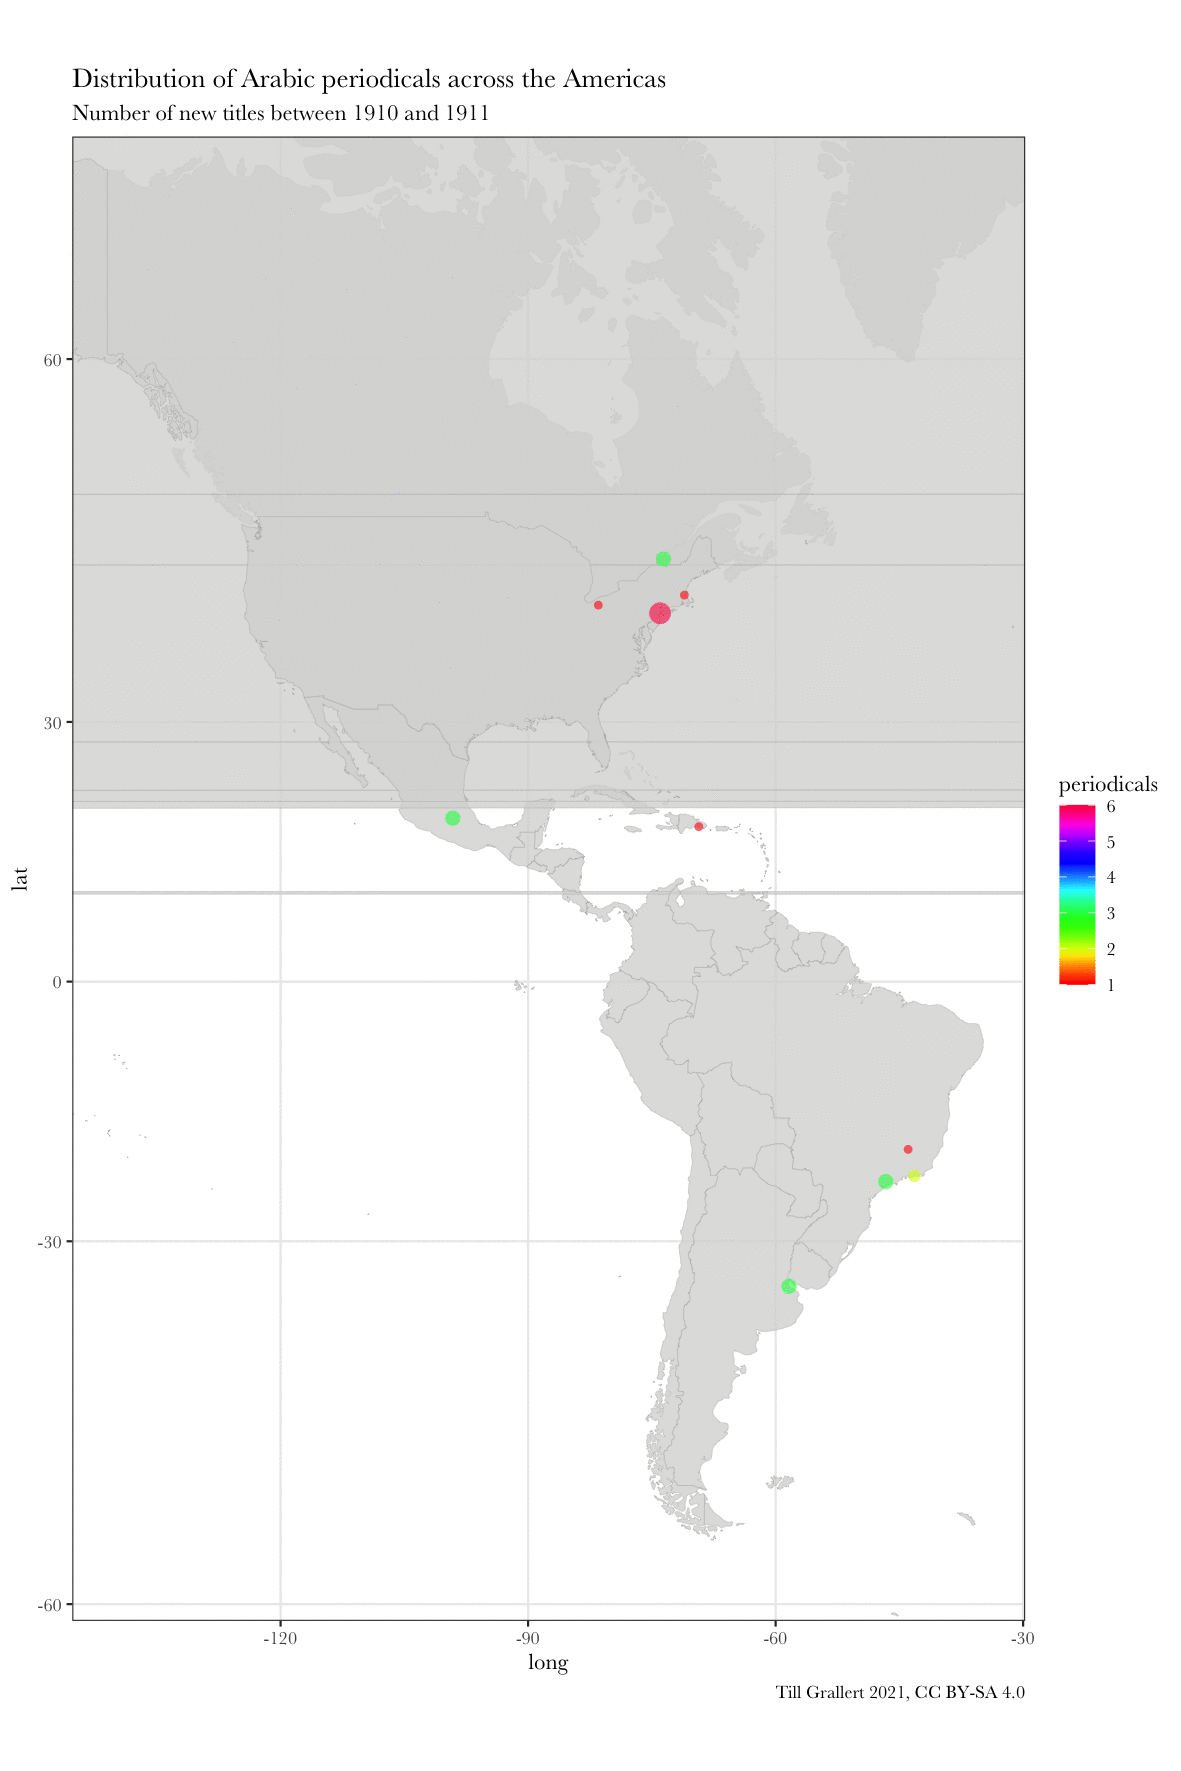 Distribution of Arabic periodicals across the Americas
Number of new titles between 1910 and 1911
60
30
0
-30
-60
lat
-120
-90
-60
-30
long
periodicals
6
5
4
3
2
1
Till Grallert 2021, CC BY-SA 4.0